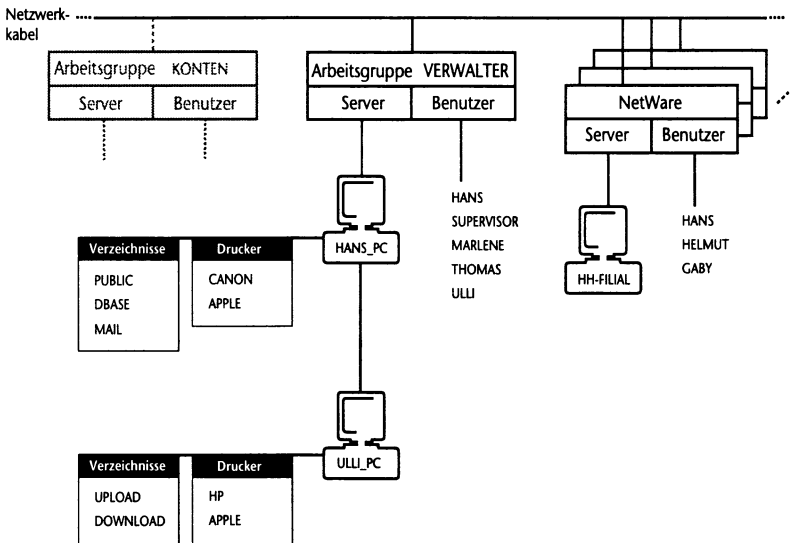 Netzwerk-
kabel
Arbeitsgruppe KONTEN
Server Benutzer
Arbeitsgruppe VERWALTER
Server Benutzer
NetWare
Server Benutzer
HANS_PC
HANS
SUPERVISOR
MARLENE
THOMAS
ULLI
HH-FILIAL
HANS
HELMUT
GABY
Verzeichnisse
PUBLIC
DBASE
MAIL
Drucker
CANON
APPLE
ULLI_PC
Verzeichnisse
UPLOAD
DOWNLOAD
Drucker
HP
APPLE